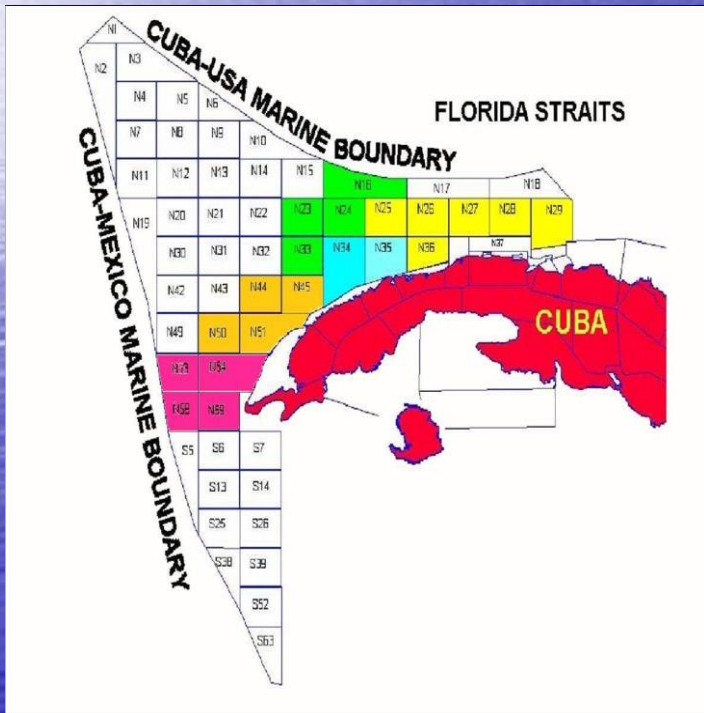 N1
CUBA-USA MARINE BOUNDARY
N2
N3
FLORIDA STRAITS
N4 N5 N6
N7 N8 N9 N10
CUBA-MEXICO MARINE BOUNDARY
N11 N12 N13 N14 N15 N16 N17 N18
N19 N20 N21 N22 N23 N24 N25 N26 N27 N28 N29
N30 N31 N32 N33 N34 N35 N36 N37
N42 N43 N44 N45
CUBA
N49 N50 N51
N53 N54
N58 N59
S5 S6 S7
S13 S14
S25 S26
S38 S39
S52
S63